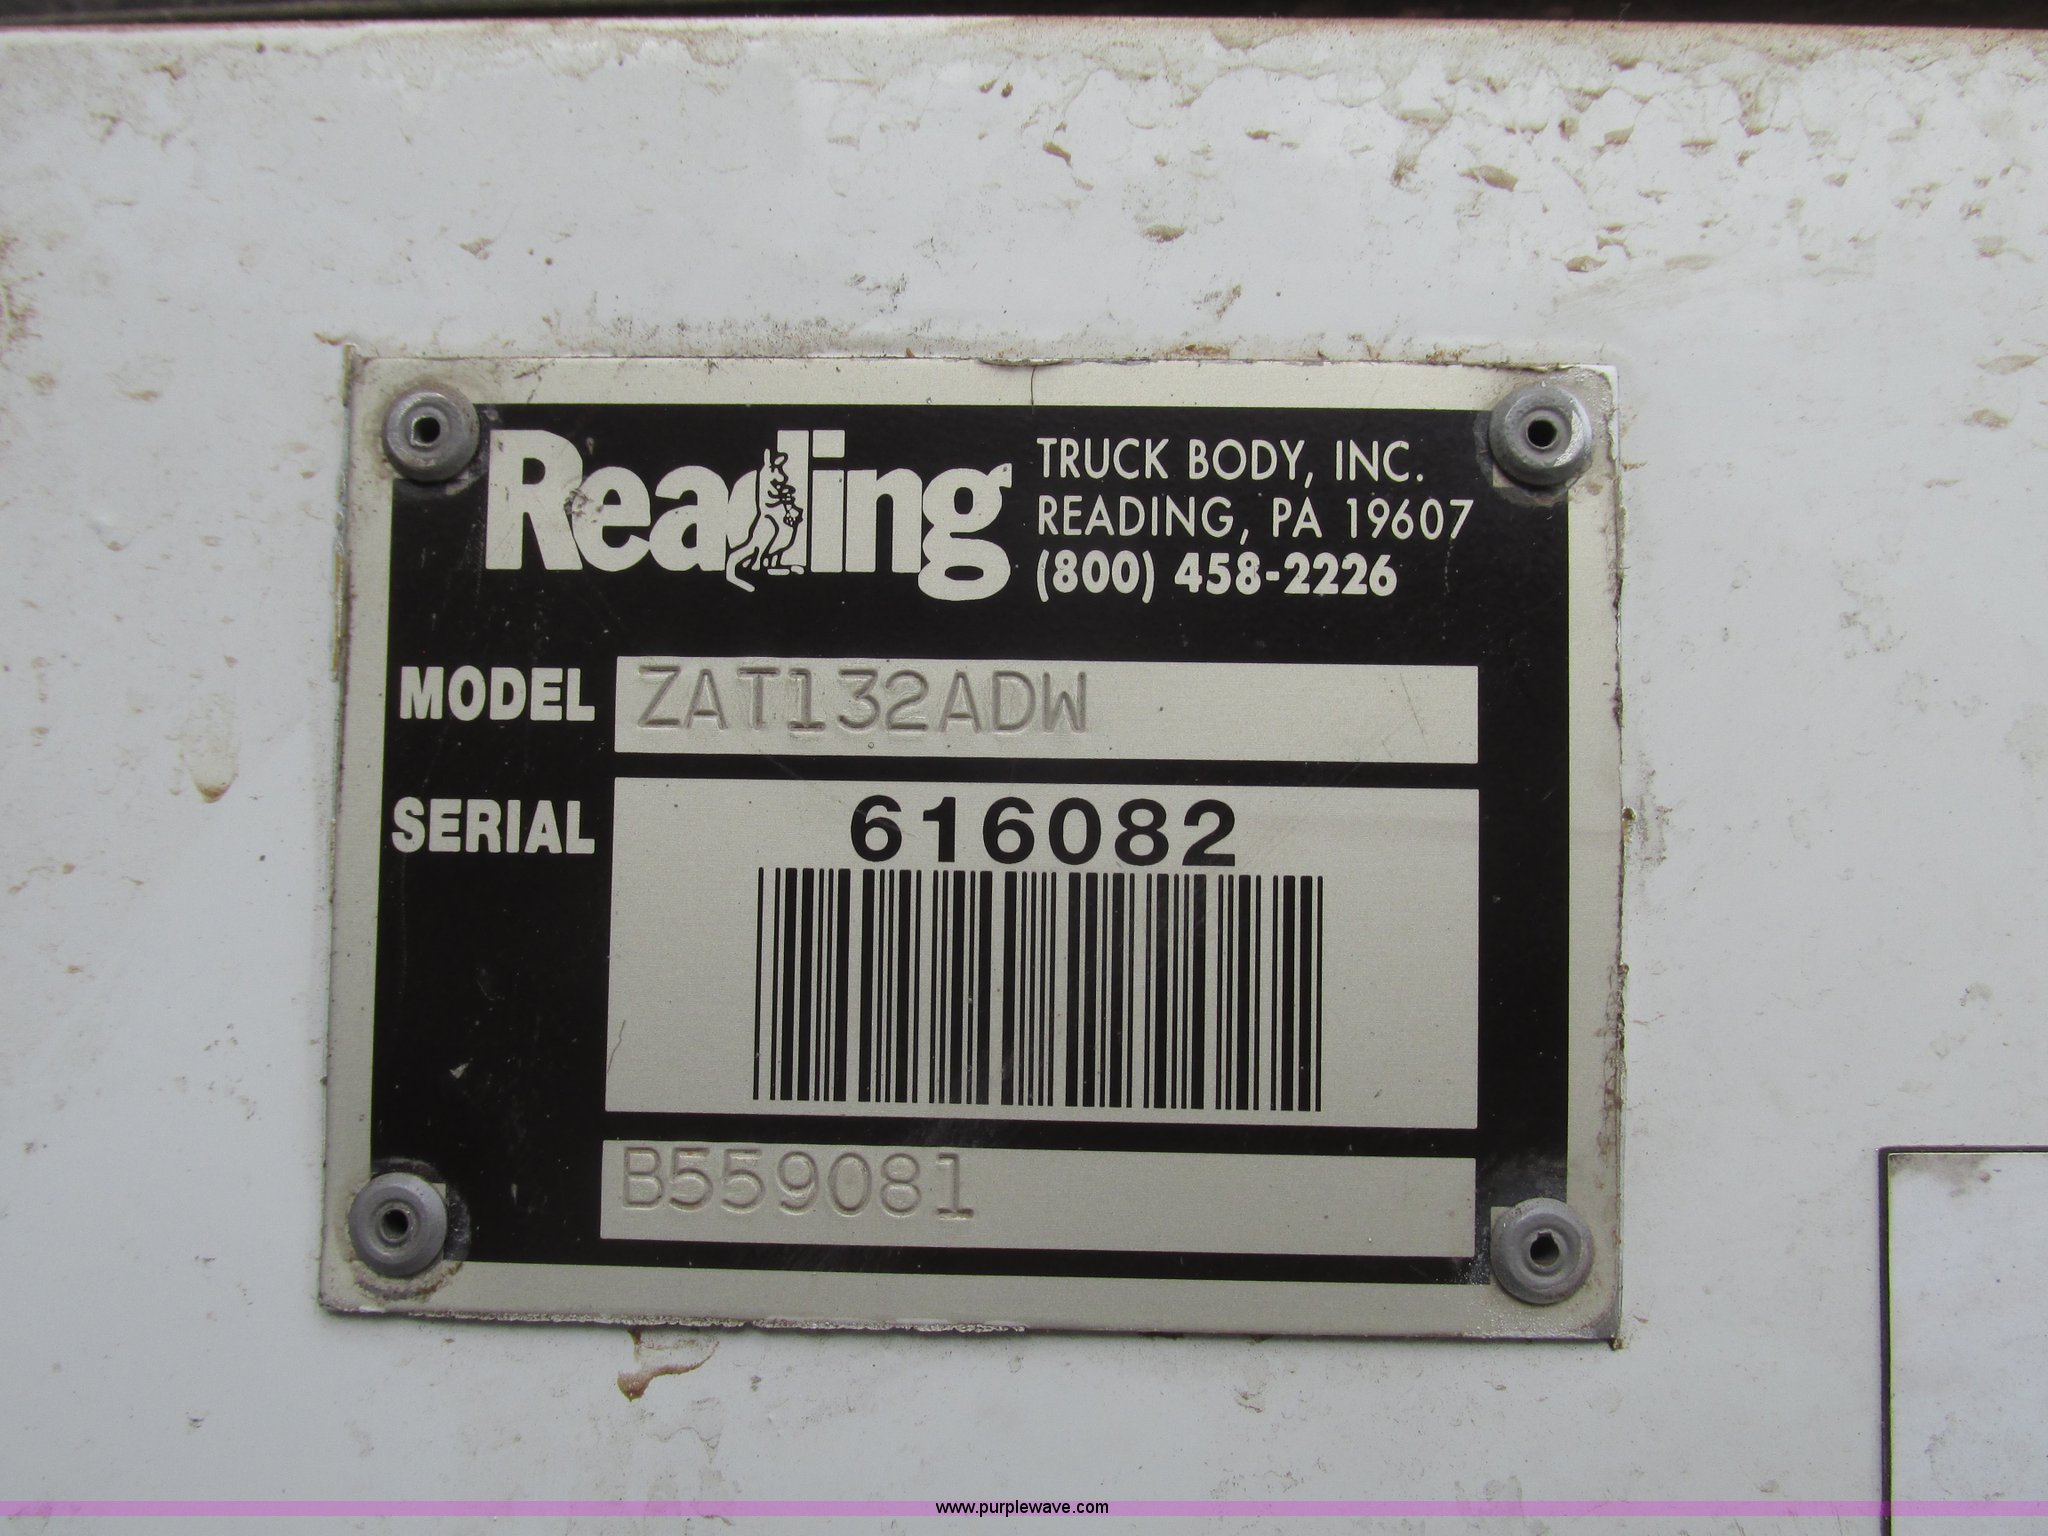 Reading
TRUCK BODY, INC.
READING, PA 19607
(800) 458-2226
MODEL ZAT132ADW
SERIAL 616082
B559081
www.purplewave.com